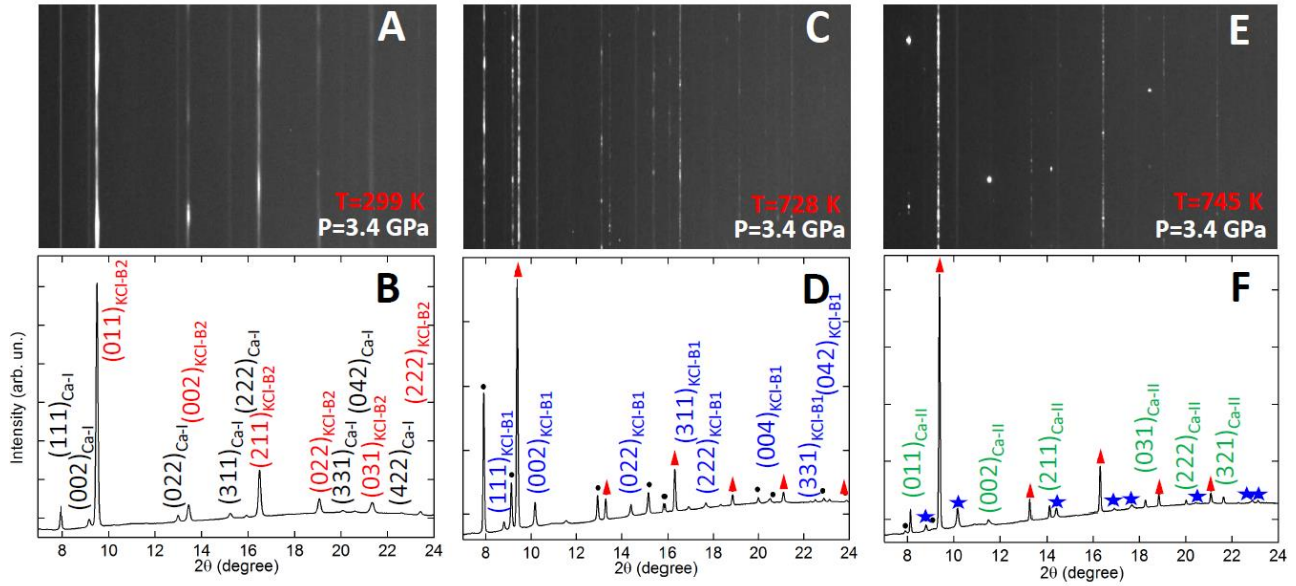 A
T=299 K
P=3.4 GPa
C
T=728 K
P=3.4 GPa
E
T=745 K
P=3.4 GPa
B
Intensity (arb. un.)
(111)Ca-I
(002)Ca-I
(011)KCl-B2
(022)Ca-I
(002)KCl-B2
(311)Ca-I
(222)Ca-I
(211)KCl-B2
(022)KCl-B2
(331)Ca-I
(042)Ca-I
(031)KCl-B2
(422)Ca-I
(222)KCl-B2
8 10 12 14 16 18 20 22 24
2θ (degree)
D
(111)KCl-B1
(002)KCl-B1
(022)KCl-B1
(311)KCl-B1
(222)KCl-B1
(004)KCl-B1
(331)KCl-B1
(042)KCl-B1
8 10 12 14 16 18 20 22 24
2θ (degree)
F
(011)Ca-II
(002)Ca-II
(211)Ca-II
(031)Ca-II
(222)Ca-II
(321)Ca-II
8 10 12 14 16 18 20 22 24
2θ (degree)